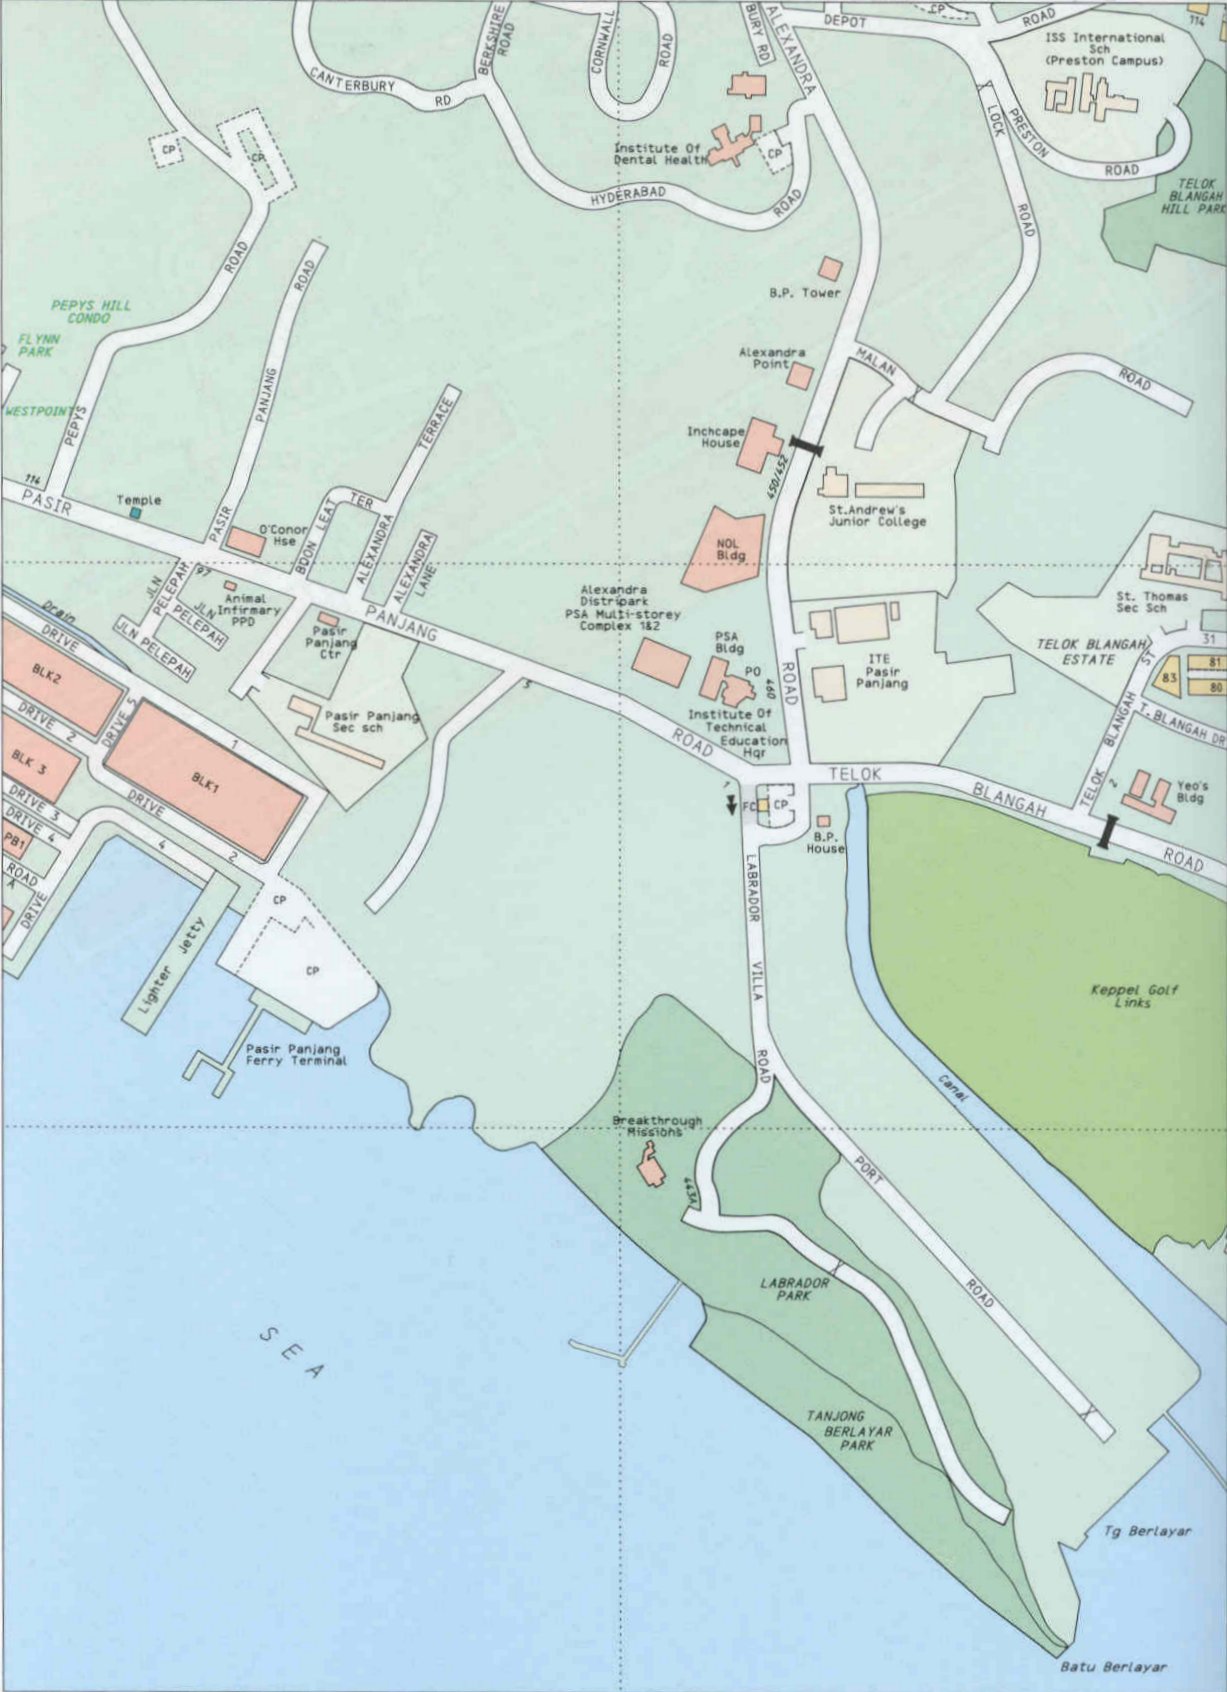 BERKSHIRE
ROAD
CORNWALL
ROAD
BURY RD
ALEXANDRA
DEPOT
CP
ROAD
114
ISS International
Sch
(Preston Campus)
CANTERBURY
RD
LOCK
PRESTON
ROAD
ROAD
CP
CP
Institute Of
Dental Health
CP
HYDERABAD
ROAD
TELOK
BLANGAH
HILL PARK
ROAD
ROAD
B.P. Tower
PEPYS HILL
CONDO
FLYNN
PARK
WESTPOINT
PEPYS
PANJANG
TERRACE
Alexandra
Point
MALAN
ROAD
Inchcape
House
450/452
114
PASIR
Temple
PASIR
O'Conor
Hse
BOON LEAT
TER
ALEXANDRA
ALEXANDRA
LANE
St.Andrew's
Junior College
NOL
Bldg
97
JLN
PELEPAH
JLN
PELEPAH
JLN PELEPAH
Animal
Infirmary
PPD
Pasir
Panjang
Ctr
PANJANG
Alexandra
Distripark
PSA Multi-storey
Complex 1&2
St. Thomas
Sec Sch
Drain
DRIVE
BLK2
DRIVE 5
DRIVE 2
BLK 3
DRIVE 3
DRIVE 4
PB1
ROAD
A
DRIVE
1
BLK1
DRIVE
2
4
Pasir Panjang
Sec sch
5
PSA
Bldg
PO
460
ROAD
Institute Of
Technical
Education
Hqr
ITE
Pasir
Panjang
TELOK BLANGAH
ESTATE
31
81
80
83
T. BLANGAH DR
TELOK BLANGAH ST
2
Yeo's
Bldg
ROAD
TELOK
BLANGAH
ROAD
1
FC
CP
B.P.
House
LABRADOR
VILLA
ROAD
CP
CP
Lighter Jetty
Pasir Panjang
Ferry Terminal
Keppel Golf
Links
Canal
Breakthrough
Missions
443A
PORT
ROAD
LABRADOR
PARK
SEA
TANJONG
BERLAYAR
PARK
Tg Berlayar
Batu Berlayar